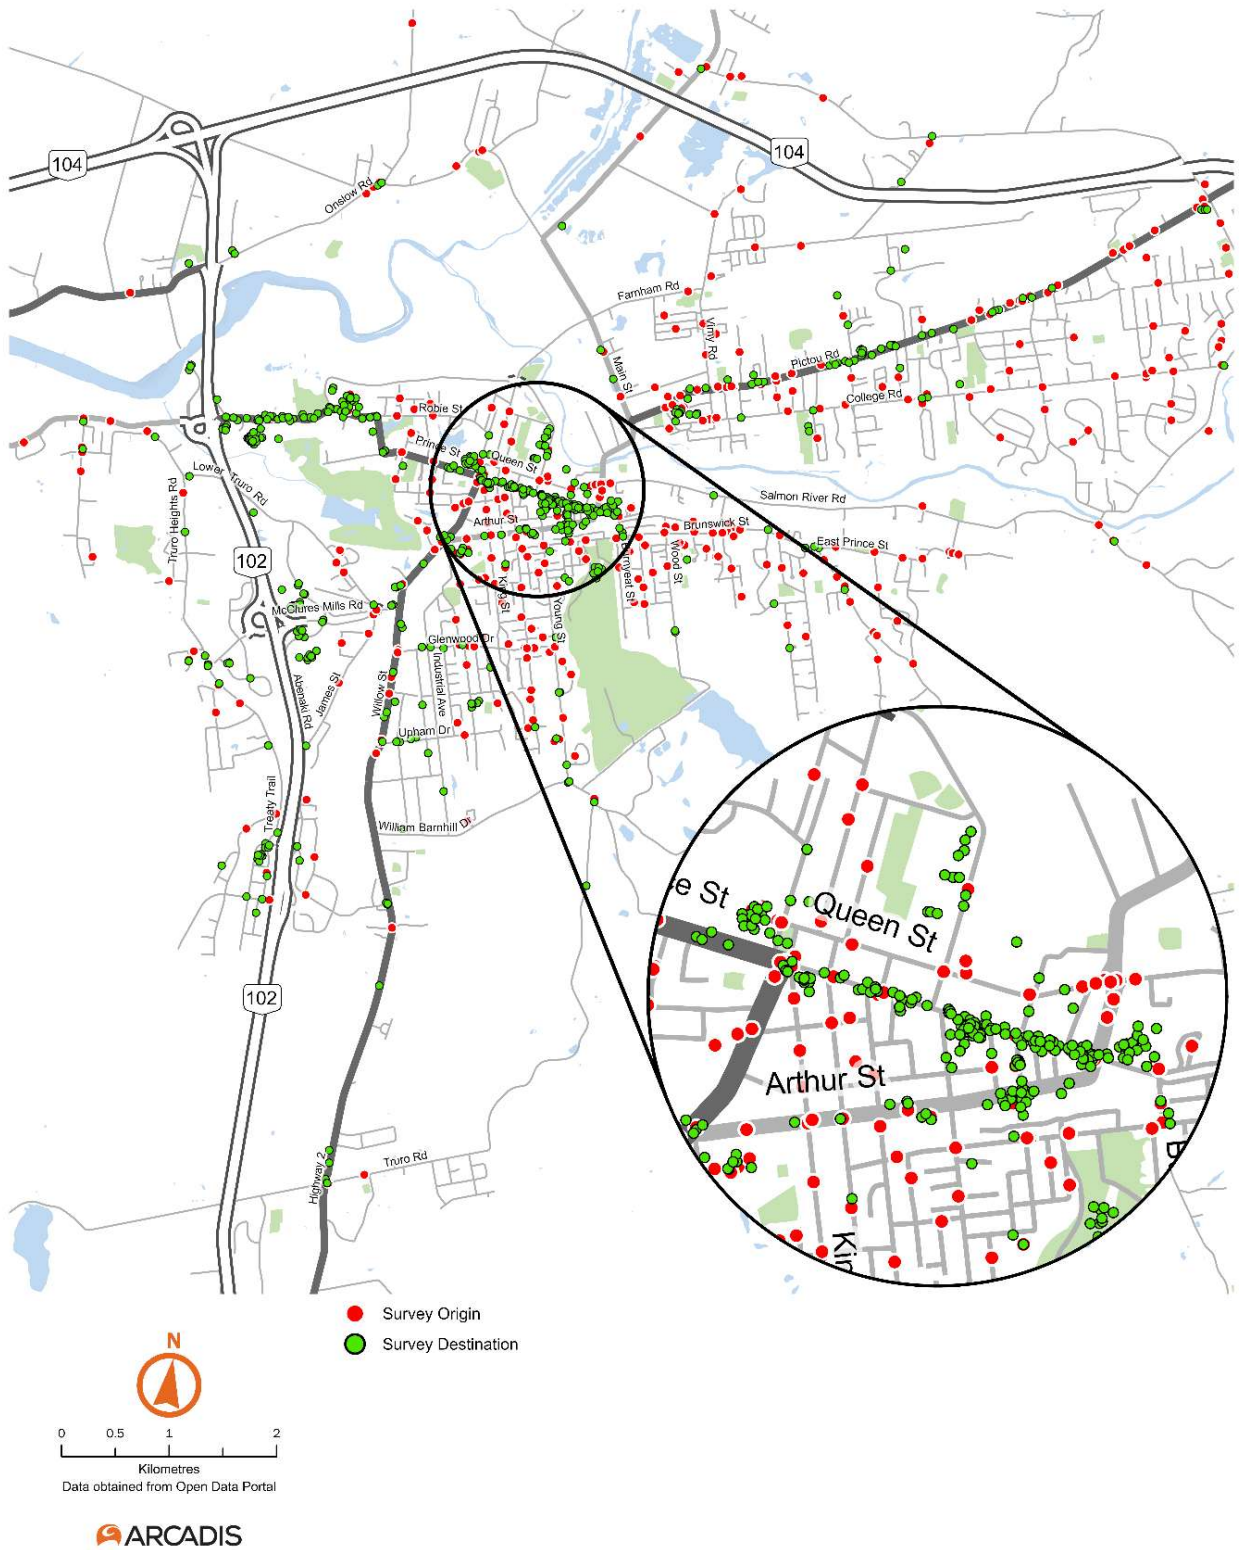 104
104
Onslow Rd
Farnham Rd
Vimy Rd
Main St
Pictou Rd
College Rd
Robie St
Prince St
Queen St
Lower Truro Rd
Truro Heights Rd
Salmon River Rd
Arthur St
Brunswick St
East Prince St
Wood St
Burnyeat St
102
King St
Young St
McClures Mills Rd
Glenwood Dr
Industrial Ave
James St
Abenaki Rd
Willow St
Upham Dr
Treaty Trail
William Barnhill Dr
ce St
Queen St
Arthur St
Kin
102
Truro Rd
Highway 2
Survey Origin
Survey Destination
N
0 0.5 1 2
Kilometres
Data obtained from Open Data Portal
ARCADIS